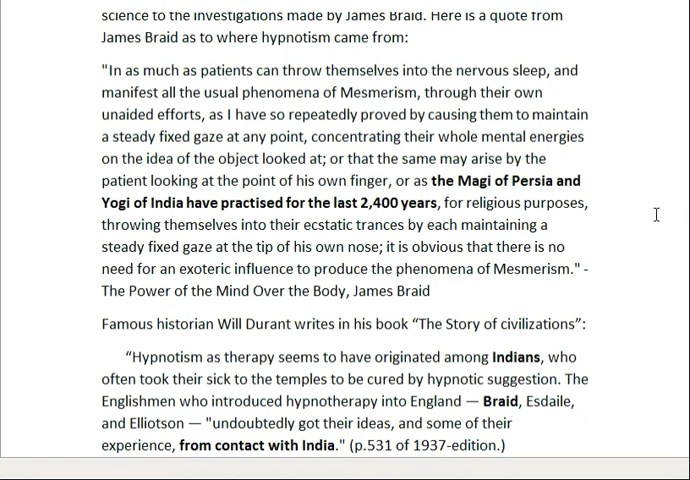 science to the investigations made by James Braid. Here is a quote from
James Braid as to where hypnotism came from:
"In as much as patients can throw themselves into the nervous sleep, and
manifest all the usual phenomena of Mesmerism, through their own
unaided efforts, as I have so repeatedly proved by causing them to maintain
a steady fixed gaze at any point, concentrating their whole mental energies
on the idea of the object looked at; or that the same may arise by the
patient looking at the point of his own finger, or as the Magi of Persia and
Yogi of India have practised for the last 2,400 years, for religious purposes,
throwing themselves into their ecstatic trances by each maintaining a
steady fixed gaze at the tip of his own nose; it is obvious that there is no
need for an exoteric influence to produce the phenomena of Mesmerism." -
The Power of the Mind Over the Body, James Braid
Famous historian Will Durant writes in his book “The Story of civilizations”:
“Hypnotism as therapy seems to have originated among Indians, who
often took their sick to the temples to be cured by hypnotic suggestion. The
Englishmen who introduced hypnotherapy into England — Braid, Esdaile,
and Elliotson — "undoubtedly got their ideas, and some of their
experience, from contact with India." (p.531 of 1937-edition.)